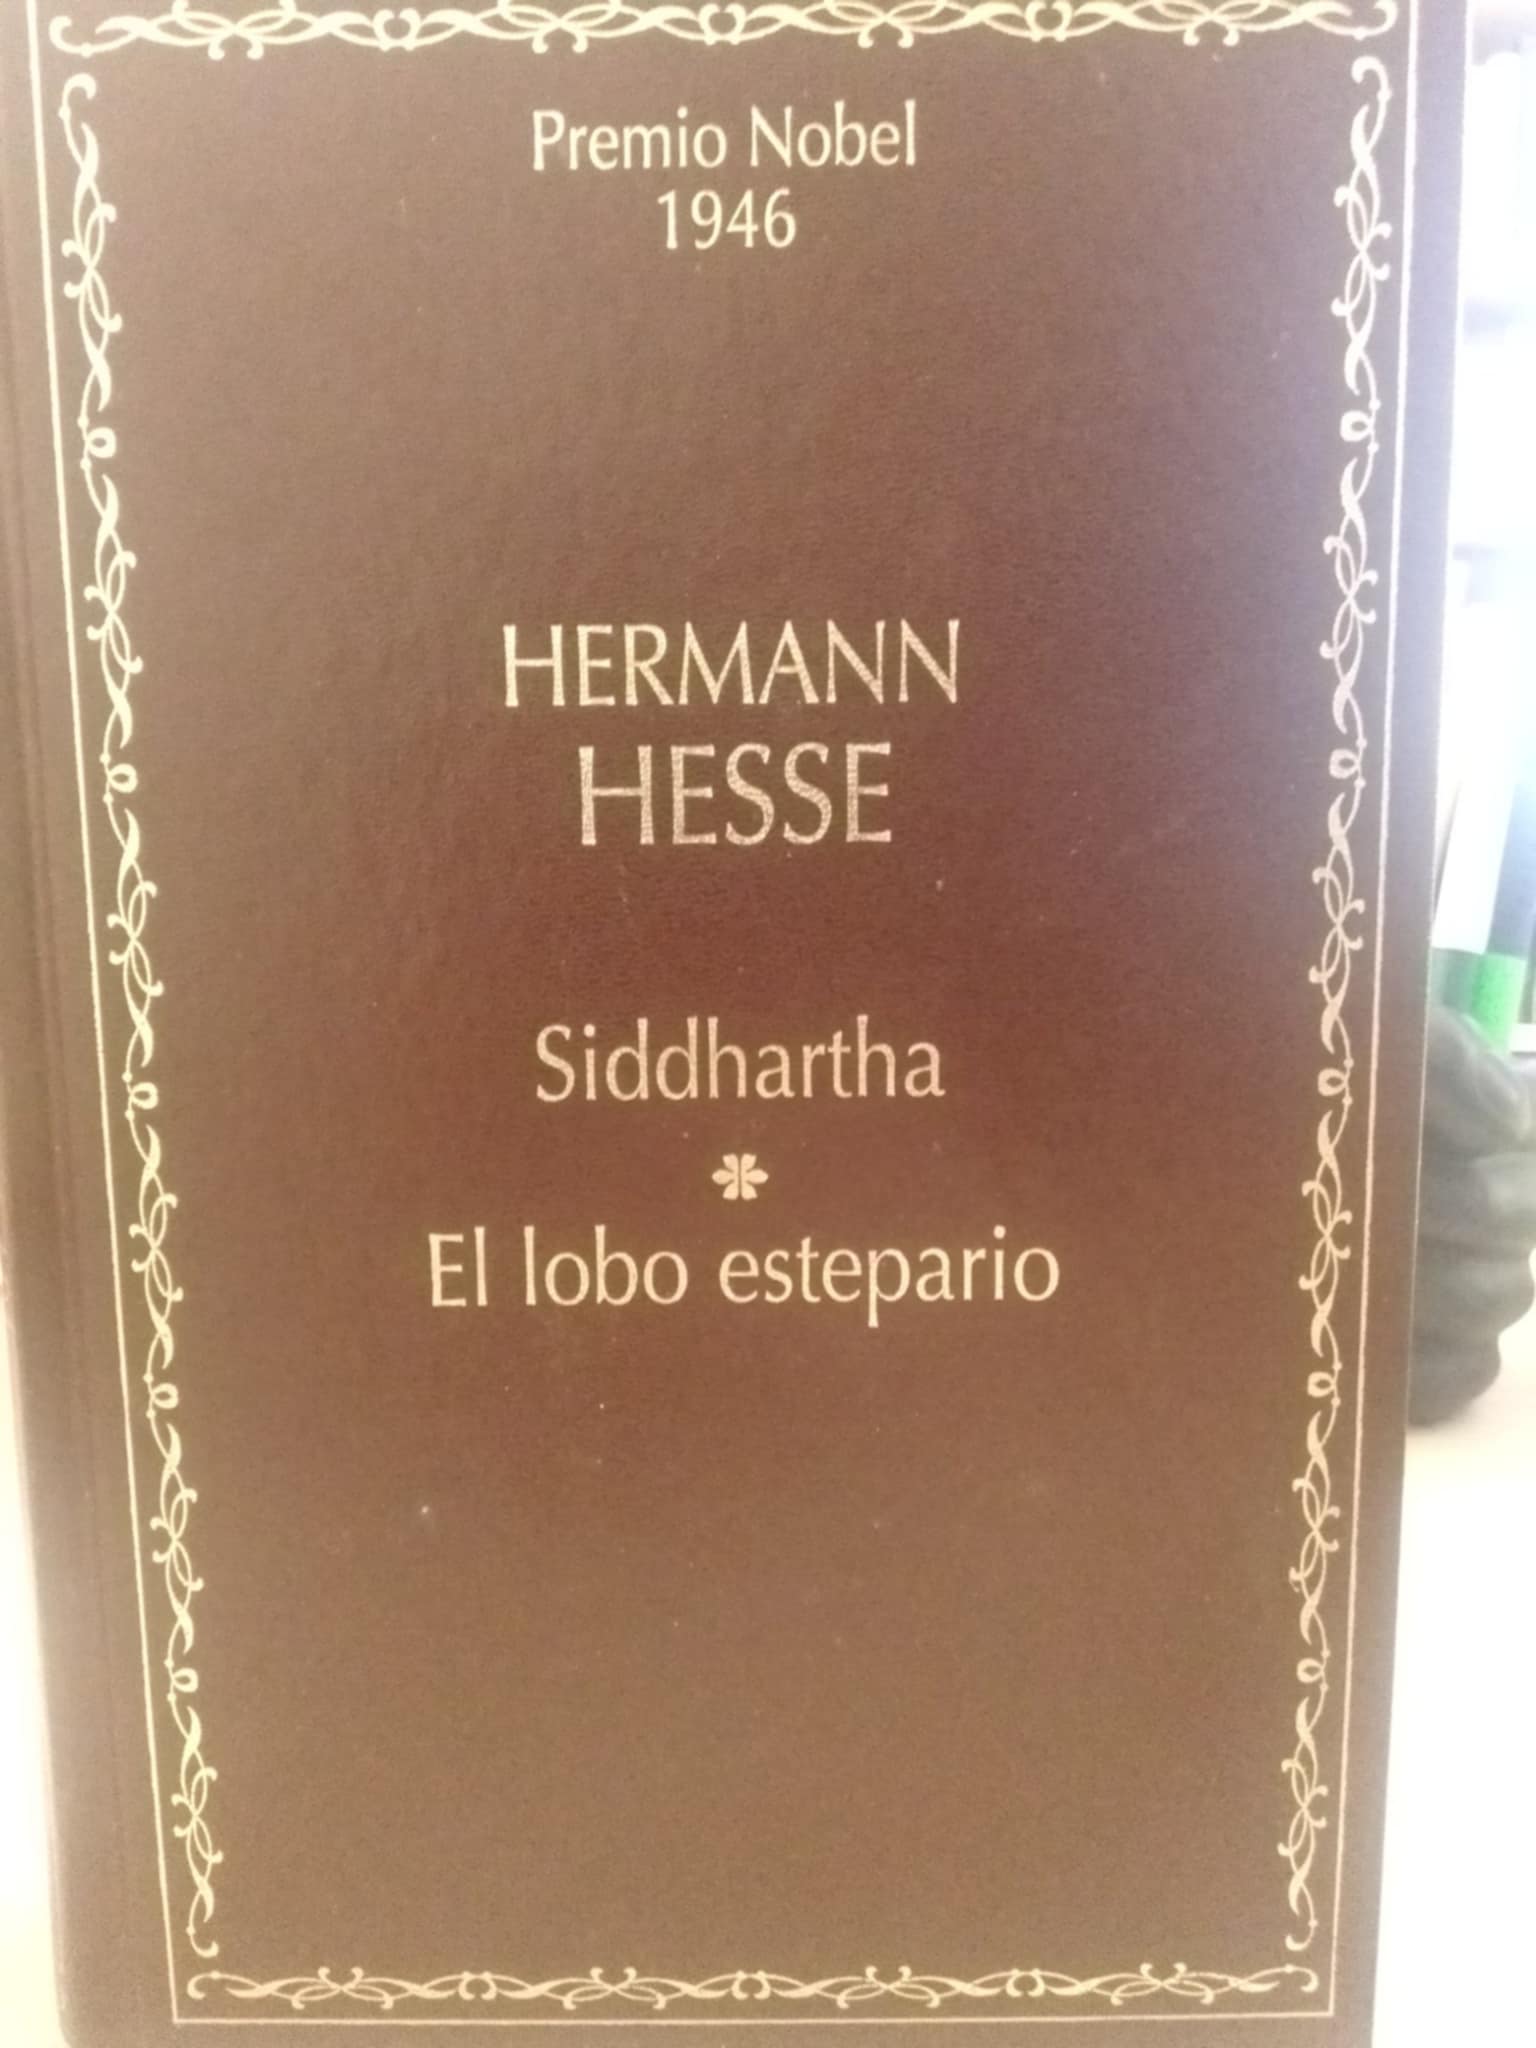 Premio Nobel
1946
HERMANN
HESSE
Siddhartha
El lobo estepario